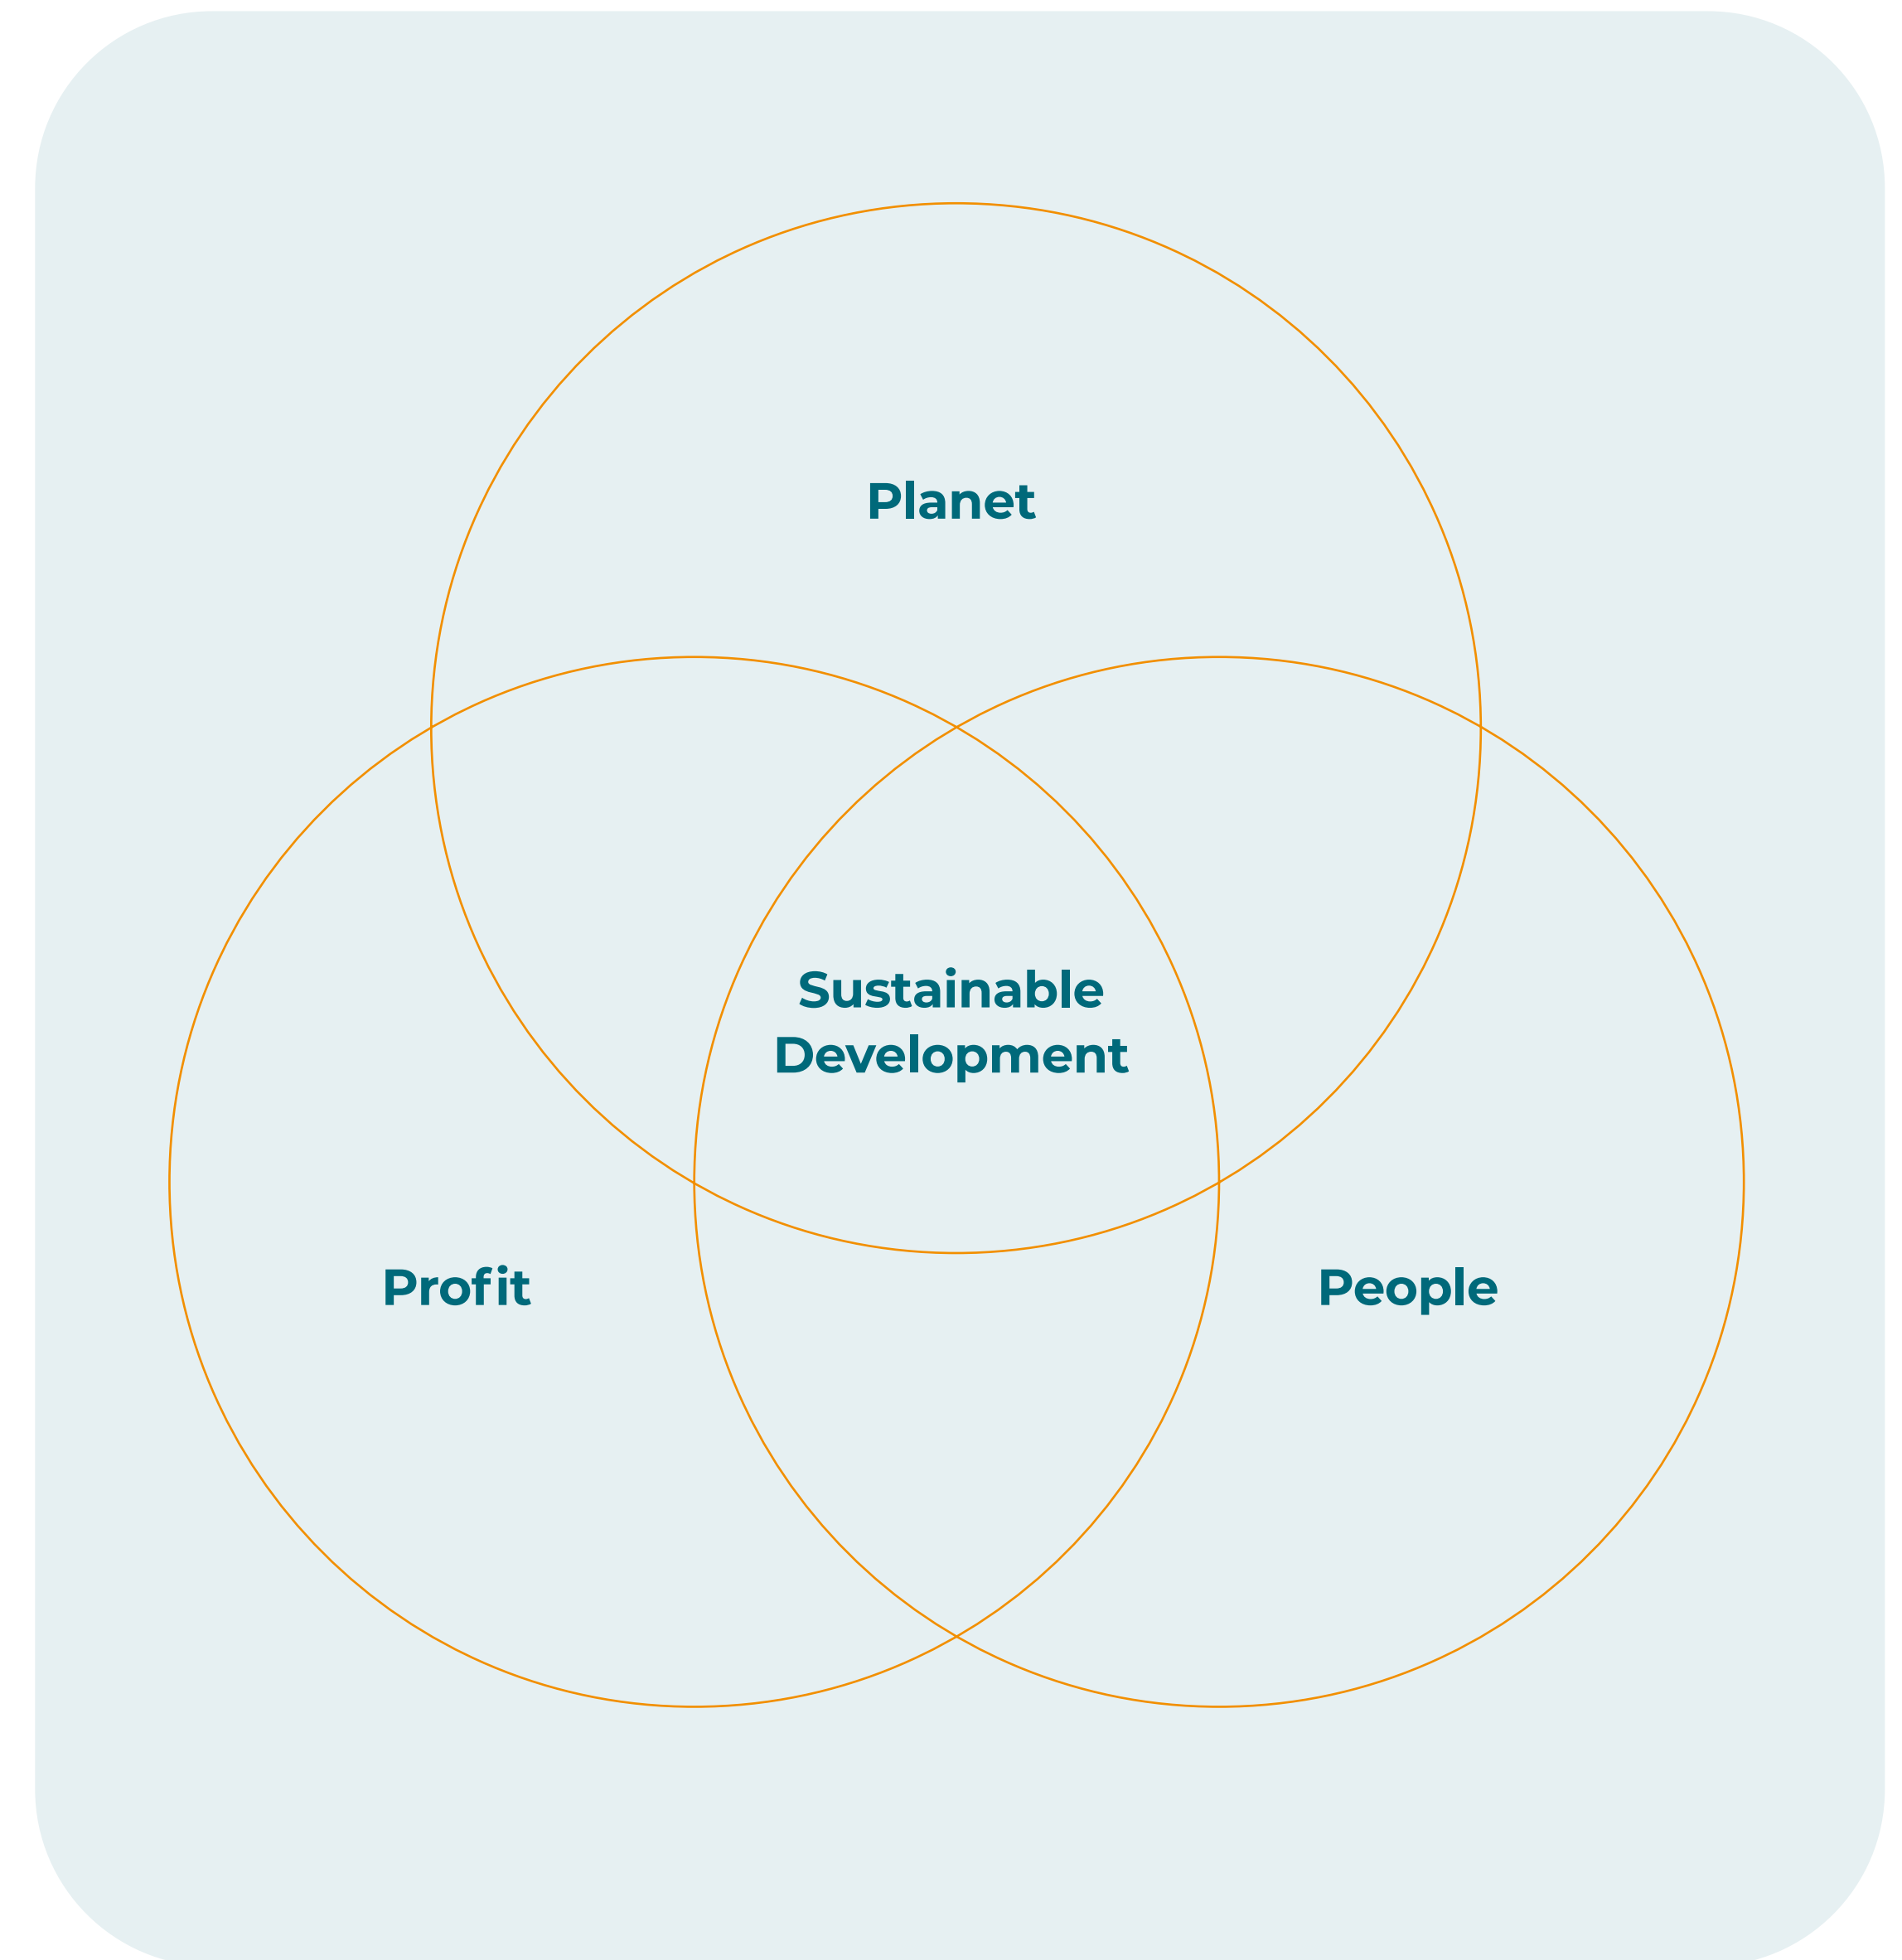 Planet
Sustainable
Development
Profit
People